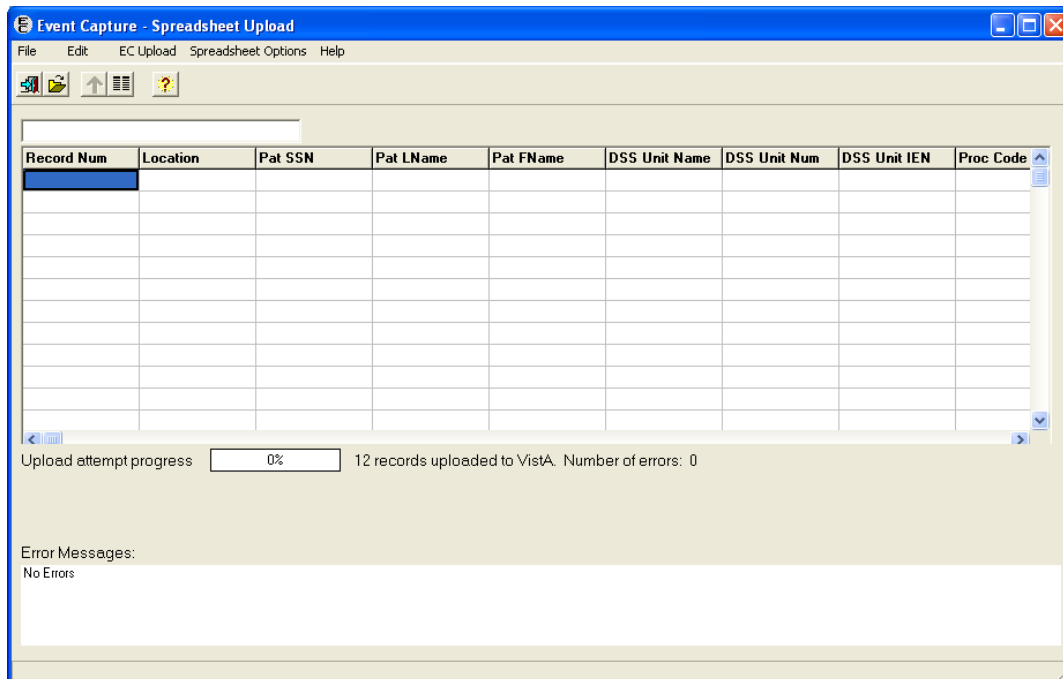 Event Capture - Spreadsheet Upload
File Edit EC Upload Spreadsheet Options Help
Record Num Location Pat SSN Pat LName Pat FName DSS Unit Name DSS Unit Num DSS Unit IEN Proc Code
Upload attempt progress 0% 12 records uploaded to VistA. Number of errors: 0
Error Messages:
No Errors